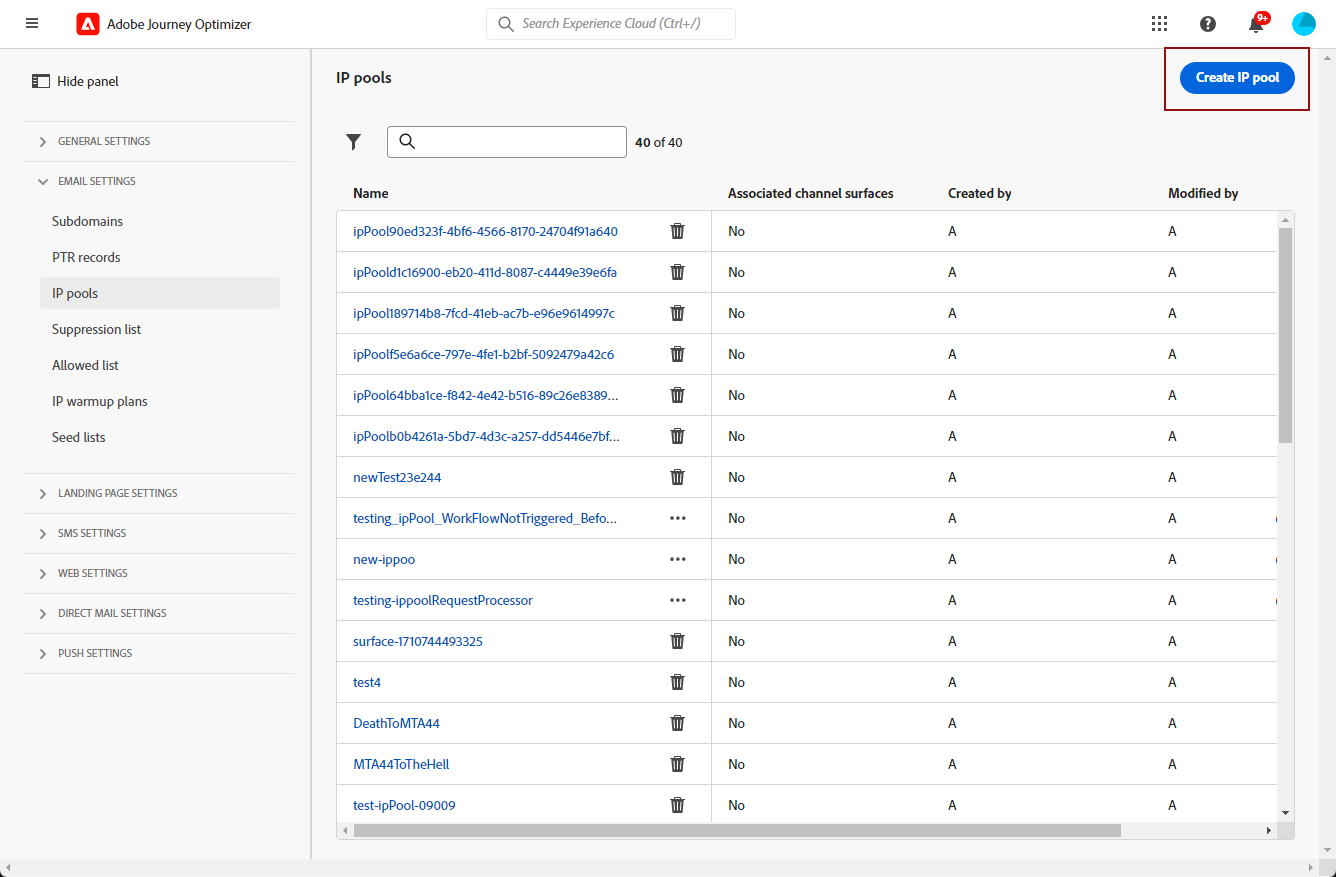 Adobe Journey Optimizer
Search Experience Cloud (Ctrl+/)
9+
Hide panel
GENERAL SETTINGS
EMAIL SETTINGS
Subdomains
PTR records
IP pools
Suppression list
Allowed list
IP warmup plans
Seed lists
LANDING PAGE SETTINGS
SMS SETTINGS
WEB SETTINGS
DIRECT MAIL SETTINGS
PUSH SETTINGS
IP pools
Create IP pool
40 of 40
Name Associated channel surfaces Created by Modified by
ipPool90ed323f-4bf6-4566-8170-24704f91a640 No A A
ipPoold1c16900-eb20-411d-8087-c4449e39e6fa No A A
ipPool189714b8-7fcd-41eb-ac7b-e96e9614997c No A A
ipPoolf5e6a6ce-797e-4fe1-b2bf-5092479a42c6 No A A
ipPool64bba1ce-f842-4e42-b516-89c26e8389... No A A
ipPoolb0b4261a-5bd7-4d3c-a257-dd5446e7bf... No A A
newTest23e244 No A A
testing_ipPool_WorkFlowNotTriggered_Befo... No A A
new-ippoo No A A
testing-ippoolRequestProcessor No A A
surface-1710744493325 No A A
test4 No A A
DeathToMTA44 No A A
MTA44ToTheHell No A A
test-ipPool-09009 No A A